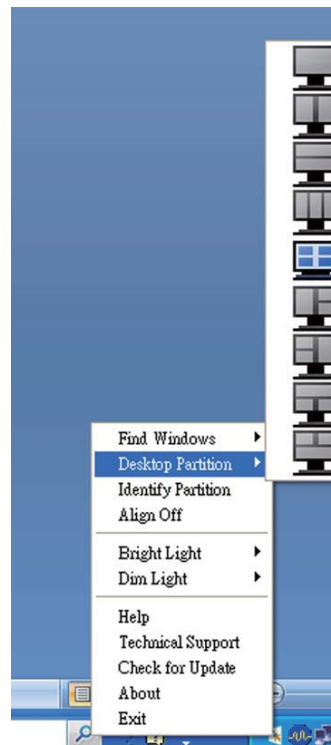 Find Windows
Desktop Partition
Identify Partition
Align Off
Bright Light
Dim Light
Help
Technical Support
Check for Update
About
Exit